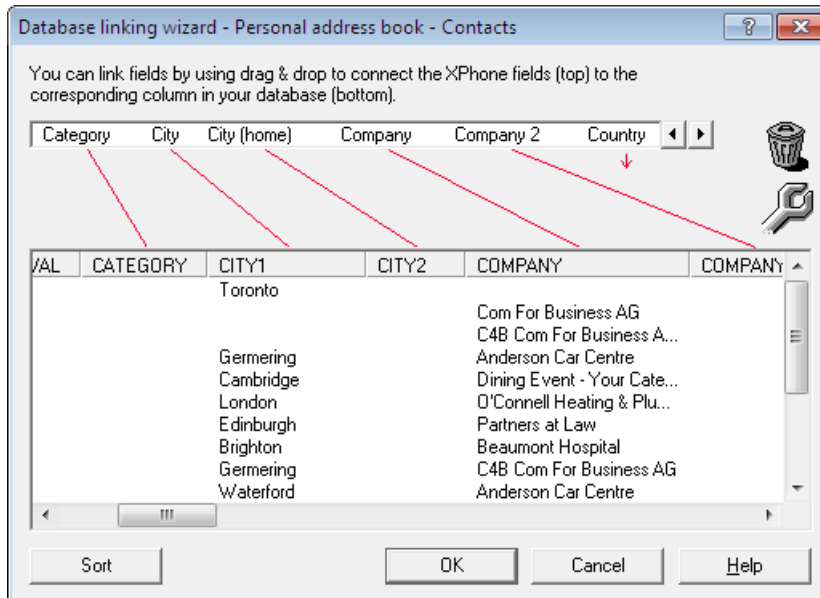 Database linking wizard - Personal address book - Contacts
You can link fields by using drag & drop to connect the XPhone fields (top) to the
corresponding column in your database (bottom).
Category City City (home) Company Company 2 Country
/AL CATEGORY CITY1 CITY2 COMPANY COMPANY
Toronto
Com For Business AG
C4B Com For Business A...
Germering Anderson Car Centre
Cambridge Dining Event - Your Cate...
London O'Connell Heating & Plu...
Edinburgh Partners at Law
Brighton Beaumont Hospital
Germering C4B Com For Business AG
Waterford Anderson Car Centre
Sort OK Cancel Help